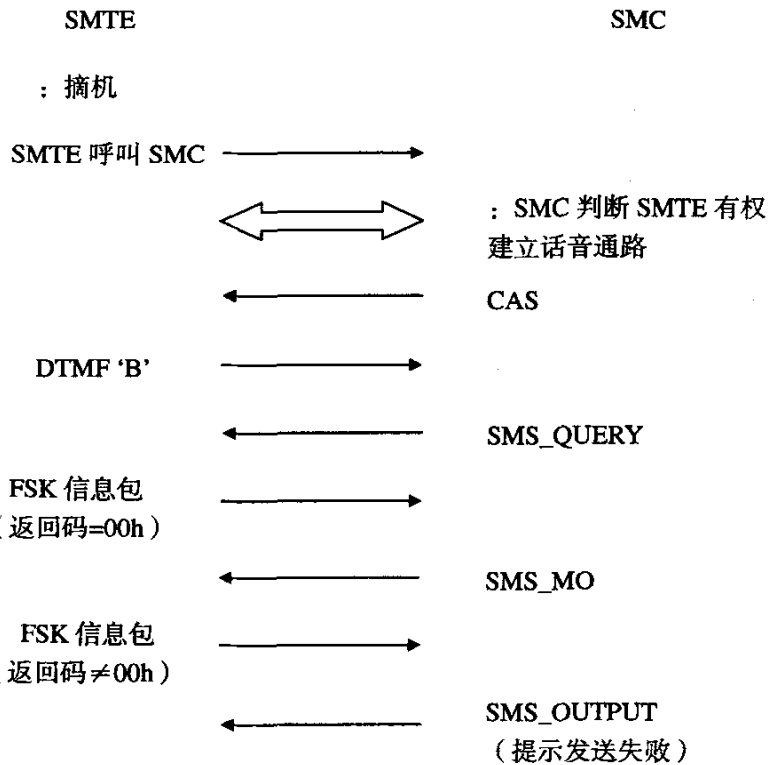 SMTE
SMC
：摘机
SMTE 呼叫 SMC
：SMC 判断 SMTE 有权
建立话音通路
CAS
DTMF ‘B’
SMS_QUERY
FSK 信息包
（返回码=00h）
SMS_MO
FSK 信息包
（返回码≠00h）
SMS_OUTPUT
（提示发送失败）